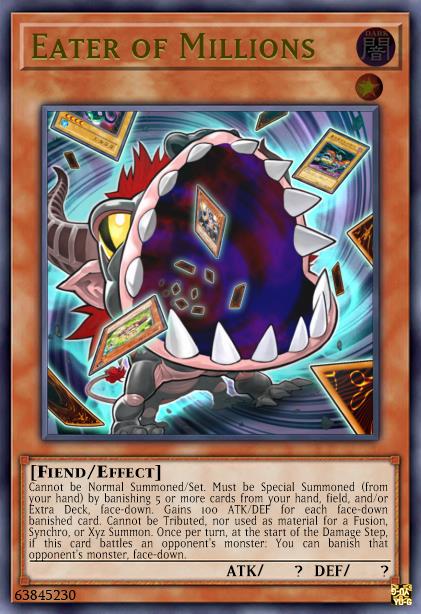 EATER OF MILLIONS
DARK
闇
[FIEND/EFFECT]
Cannot be Normal Summoned/Set. Must be Special Summoned (from
your hand) by banishing 5 or more cards from your hand, field, and/or
Extra Deck, face-down. Gains 100 ATK/DEF for each face-down
banished card. Cannot be Tributed, nor used as material for a Fusion,
Synchro, or Xyz Summon. Once per turn, at the start of the Damage Step,
if this card battles an opponent's monster: You can banish that
opponent's monster, face-down.
ATK/ ? DEF/ ?
63845230